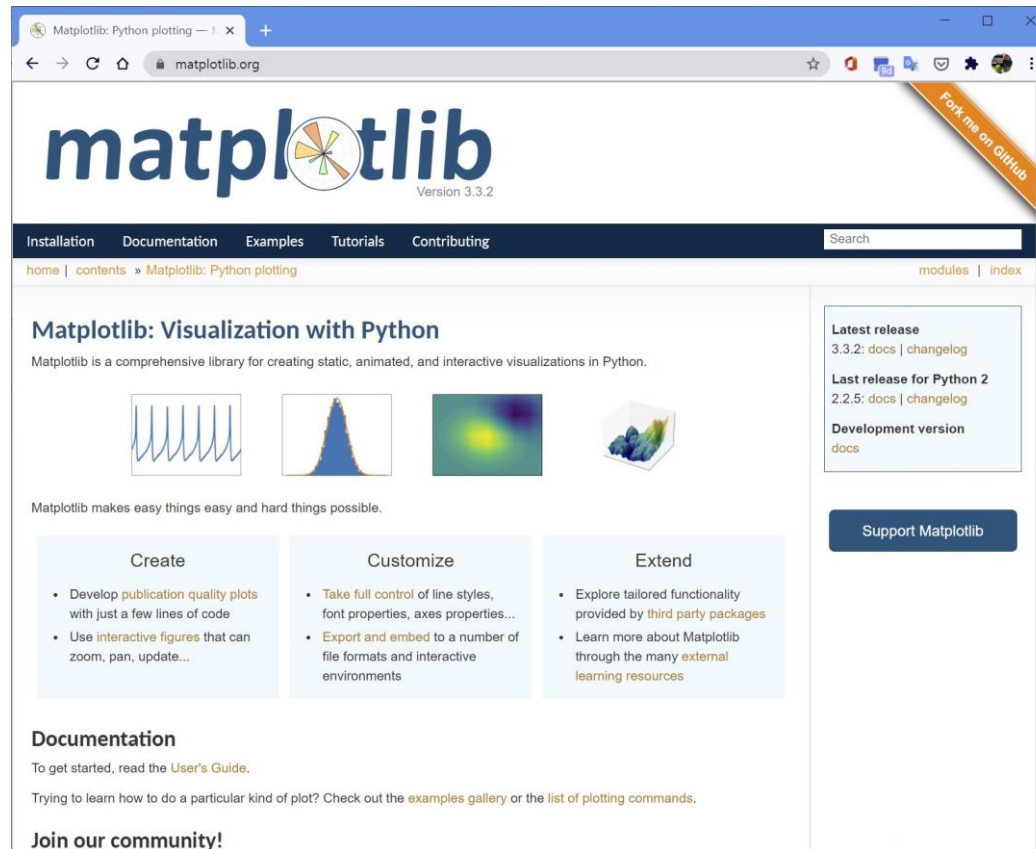 Matplotlib: Python plotting —
matplotlib.org
9d
Fork me on GitHub
matplotlib
Version 3.3.2
Installation Documentation Examples Tutorials Contributing
Search
home | contents » Matplotlib: Python plotting
modules | index
Matplotlib: Visualization with Python
Matplotlib is a comprehensive library for creating static, animated, and interactive visualizations in Python.
Matplotlib makes easy things easy and hard things possible.
Create
• Develop publication quality plots
with just a few lines of code
• Use interactive figures that can
zoom, pan, update...
Customize
• Take full control of line styles,
font properties, axes properties...
• Export and embed to a number of
file formats and interactive
environments
Extend
• Explore tailored functionality
provided by third party packages
• Learn more about Matplotlib
through the many external
learning resources
Documentation
To get started, read the User's Guide.
Trying to learn how to do a particular kind of plot? Check out the examples gallery or the list of plotting commands.
Join our community!
Latest release
3.3.2: docs | changelog
Last release for Python 2
2.2.5: docs | changelog
Development version
docs
Support Matplotlib